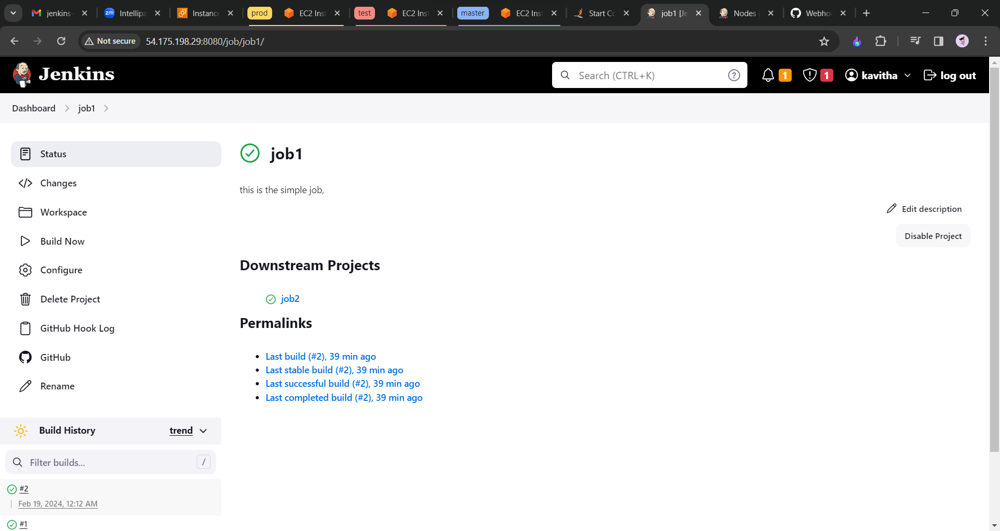 jenkins-
Intellipa
Instance
prod
EC2 Inst
test
EC2 Inst
master
EC2 Inst
Start Co
job1 [Je
Nodes
Webho
Not secure
54.175.198.29:8080/job/job1/
Jenkins
Search (CTRL+K)
?
1
1
kavitha
log out
Dashboard
job1
Status
Changes
Workspace
Build Now
Configure
Delete Project
GitHub Hook Log
GitHub
Rename
Build History
trend
Filter builds...
/
#2
Feb 19, 2024, 12:12 AM
#1
job1
this is the simple job,
Edit description
Disable Project
Downstream Projects
job2
Permalinks
Last build (#2), 39 min ago
Last stable build (#2), 39 min ago
Last successful build (#2), 39 min ago
Last completed build (#2), 39 min ago